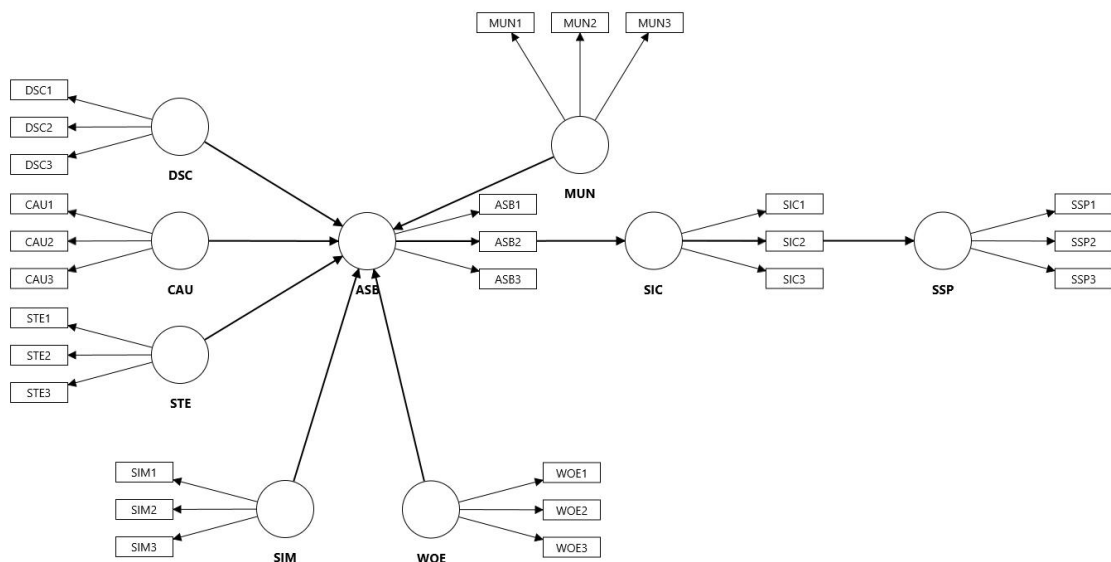 MUN1
MUN2
MUN3
DSC1
DSC2
DSC3
DSC
MUN
CAU1
CAU2
CAU3
CAU
ASB1
ASB2
ASB3
ASB
SIC1
SIC2
SIC3
SIC
SSP1
SSP2
SSP3
SSP
STE1
STE2
STE3
STE
SIM1
SIM2
SIM3
SIM
WOE1
WOE2
WOE3
WOE